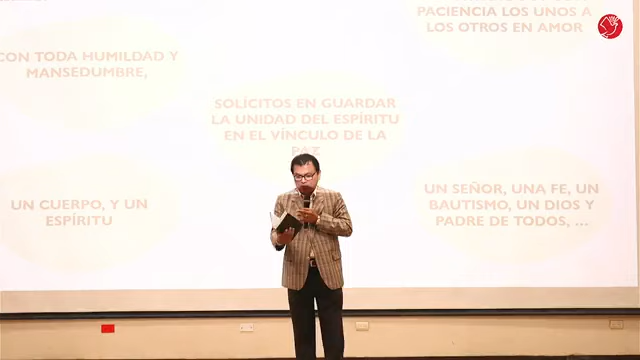 PACIENCIA LOS UNOS A
LOS OTROS EN AMOR
CON TODA HUMILDAD Y
MANSEDUMBRE,
SOLÍCITOS EN GUARDAR
LA UNIDAD DEL ESPÍRITU
EN EL VÍNCULO DE LA
PAZ
UN CUERPO, Y UN
ESPÍRITU
UN SEÑOR, UNA FE, UN
BAUTISMO, UN DIOS Y
PADRE DE TODOS, ...